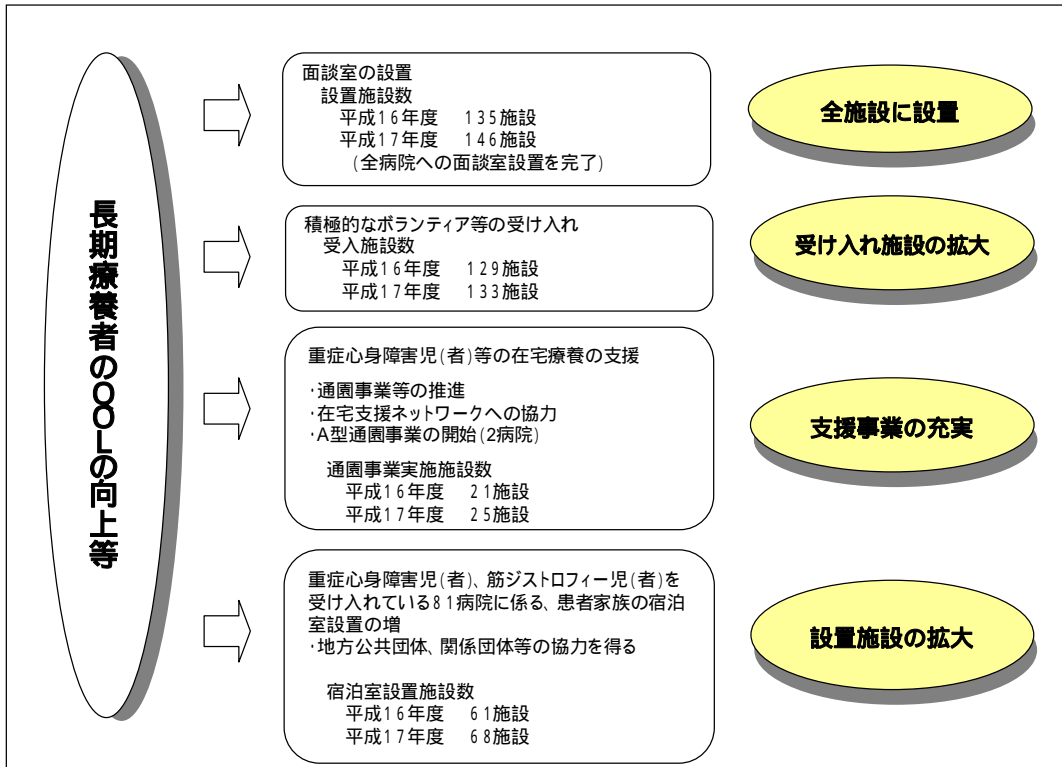 長期療養者のQOLの向上等
面談室の設置
設置施設数
平成16年度 135施設
平成17年度 146施設
(全病院への面談室設置を完了)
全施設に設置
積極的なボランティア等の受け入れ
受入施設数
平成16年度 129施設
平成17年度 133施設
受け入れ施設の拡大
重症心身障害児(者)等の在宅療養の支援
・通園事業等の推進
・在宅支援ネットワークへの協力
・A型通園事業の開始(2病院)
通園事業実施施設数
平成16年度 21施設
平成17年度 25施設
支援事業の充実
重症心身障害児(者)、筋ジストロフィー児(者)を
受け入れている81病院に係る、患者家族の宿泊
室設置の増
・地方公共団体、関係団体等の協力を得る
宿泊室設置施設数
平成16年度 61施設
平成17年度 68施設
設置施設の拡大